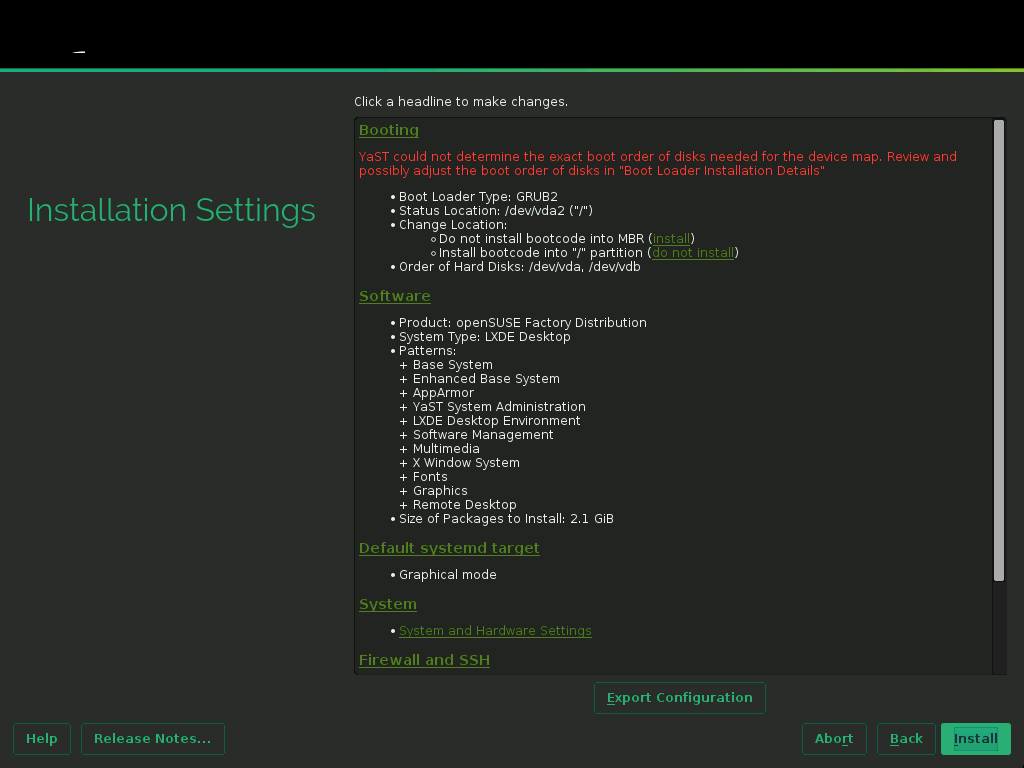 Click a headline to make changes.
Installation Settings
Booting
YaST could not determine the exact boot order of disks needed for the device map. Review and
possibly adjust the boot order of disks in "Boot Loader Installation Details"
• Boot Loader Type: GRUB2
• Status Location: /dev/vda2 ("/")
• Change Location:
◦ Do not install bootcode into MBR (install)
◦ Install bootcode into "/" partition (do not install)
• Order of Hard Disks: /dev/vda, /dev/vdb
Software
• Product: openSUSE Factory Distribution
• System Type: LXDE Desktop
• Patterns:
+ Base System
+ Enhanced Base System
+ AppArmor
+ YaST System Administration
+ LXDE Desktop Environment
+ Software Management
+ Multimedia
+ X Window System
+ Fonts
+ Graphics
+ Remote Desktop
• Size of Packages to Install: 2.1 GiB
Default systemd target
• Graphical mode
System
• System and Hardware Settings
Firewall and SSH
Export Configuration
Help
Release Notes...
Abort
Back
Install